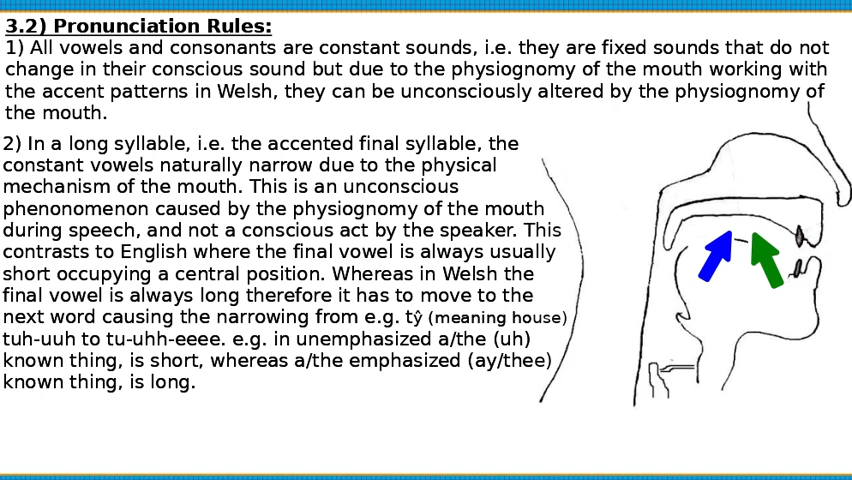 3.2) Pronunciation Rules:
1) All vowels and consonants are constant sounds, i.e. they are fixed sounds that do not
change in their conscious sound but due to the physiognomy of the mouth working with
the accent patterns in Welsh, they can be unconsciously altered by the physiognomy of
the mouth.
2) In a long syllable, i.e. the accented final syllable, the
constant vowels naturally narrow due to the physical
mechanism of the mouth. This is an unconscious
phenonomenon caused by the physiognomy of the mouth
during speech, and not a conscious act by the speaker. This
contrasts to English where the final vowel is always usually
short occupying a central position. Whereas in Welsh the
final vowel is always long therefore it has to move to the
next word causing the narrowing from e.g. tŷ (meaning house)
tuh-uuh to tu-uhh-eeee. e.g. in unemphasized a/the (uh)
known thing, is short, whereas a/the emphasized (ay/thee)
known thing, is long.